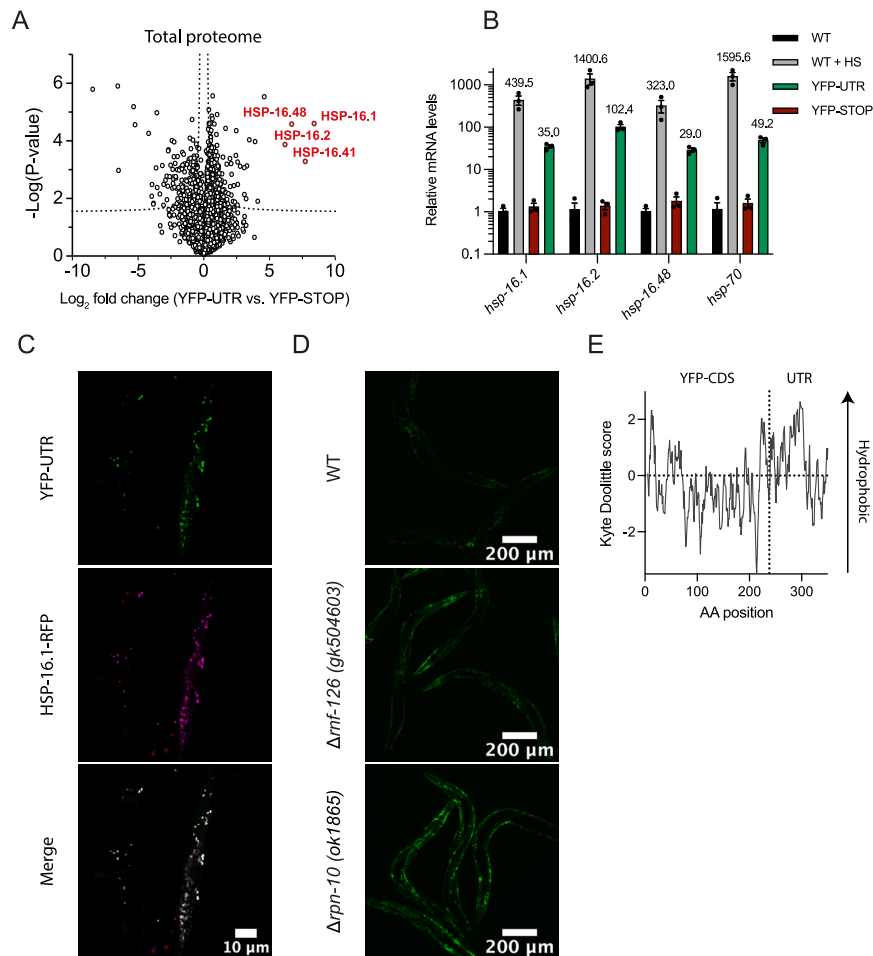 A
Total proteome
-Log(P-value)
6
4
2
0
HSP-16.48
HSP-16.1
HSP-16.2
HSP-16.41
-10
-5
0
5
10
Log2 fold change (YFP-UTR vs. YFP-STOP)
B
Relative mRNA levels
1000
100
10
1
0.1
439.5
35.0
1400.6
102.4
323.0
29.0
1595.6
49.2
hsp-16.1
hsp-16.2
hsp-16.48
hsp-70
WT
WT + HS
YFP-UTR
YFP-STOP
C
YFP-UTR
HSP-16.1-RFP
Merge
10 µm
D
WT
200 µm
Δrnf-126 (gk504603)
200 µm
Δrpn-10 (ok1865)
200 µm
E
YFP-CDS
UTR
Kyte Doolittle score
2
0
-2
0
100
200
300
AA position
Hydrophobic